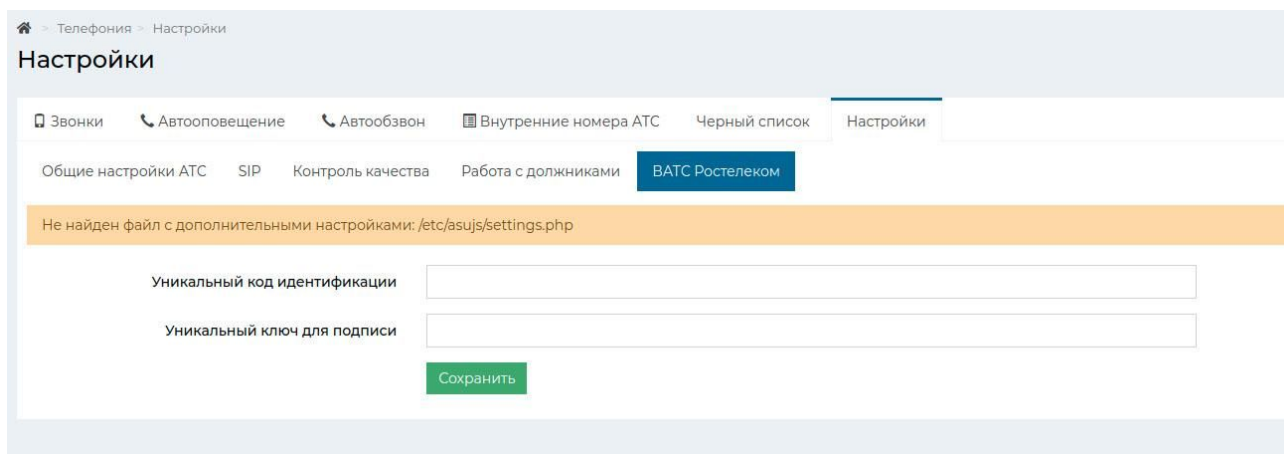 > Телефония > Настройки
Настройки
Звонки Автооповещение Автообзвон Внутренние номера АТС Черный список Настройки
Общие настройки АТС SIP Контроль качества Работа с должниками ВАТС Ростелеком
Не найден файл с дополнительными настройками: /etc/asujs/settings.php
Уникальный код идентификации
Уникальный ключ для подписи
Сохранить